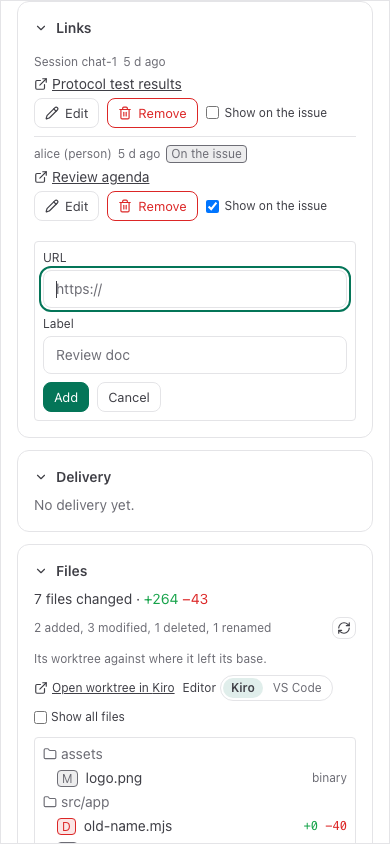 Links
Session chat-1 5 d ago
Protocol test results
Edit Remove Show on the issue
alice (person) 5 d ago On the issue
Review agenda
Edit Remove Show on the issue
URL
https://
Label
Review doc
Add Cancel
Delivery
No delivery yet.
Files
7 files changed · +264 −43
2 added, 3 modified, 1 deleted, 1 renamed
Its worktree against where it left its base.
Open worktree in Kiro Editor Kiro VS Code
Show all files
assets
M logo.png binary
src/app
D old-name.mjs +0 −40